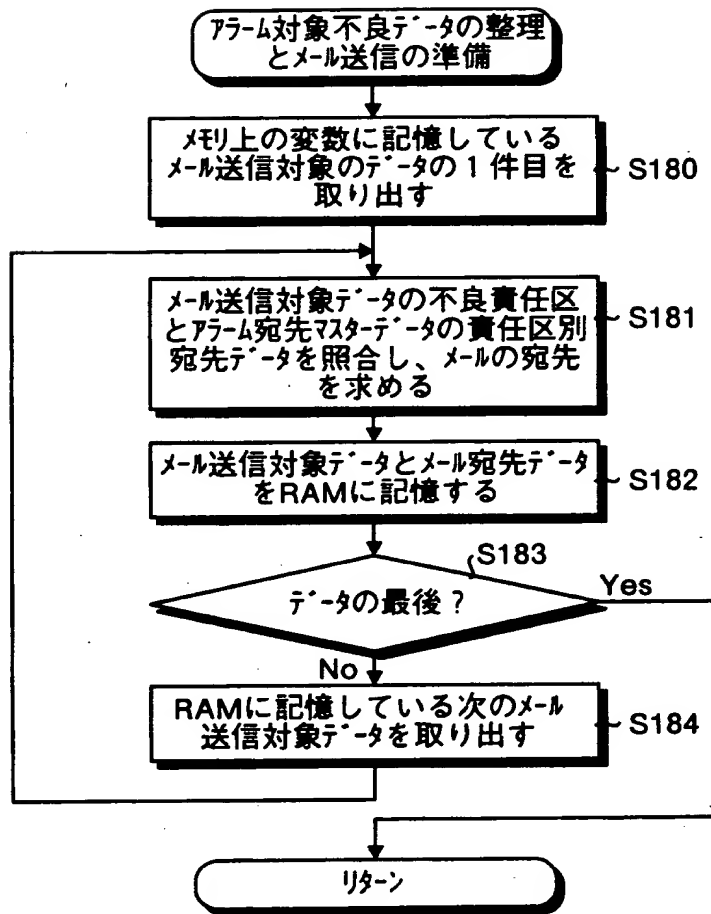 アラーム対象不良データの整理
とメール送信の準備
メモリ上の変数に記憶している
メール送信対象のデータの1件目を
取り出す
S180
メール送信対象データの不良責任区
とアラーム宛先マスターデータの責任区別
宛先データを照合し、メールの宛先
を求める
S181
メール送信対象データとメール宛先データ
をRAMに記憶する
S182
S183
データの最後?
Yes
No
RAMに記憶している次のメール
送信対象データを取り出す
S184
リターン